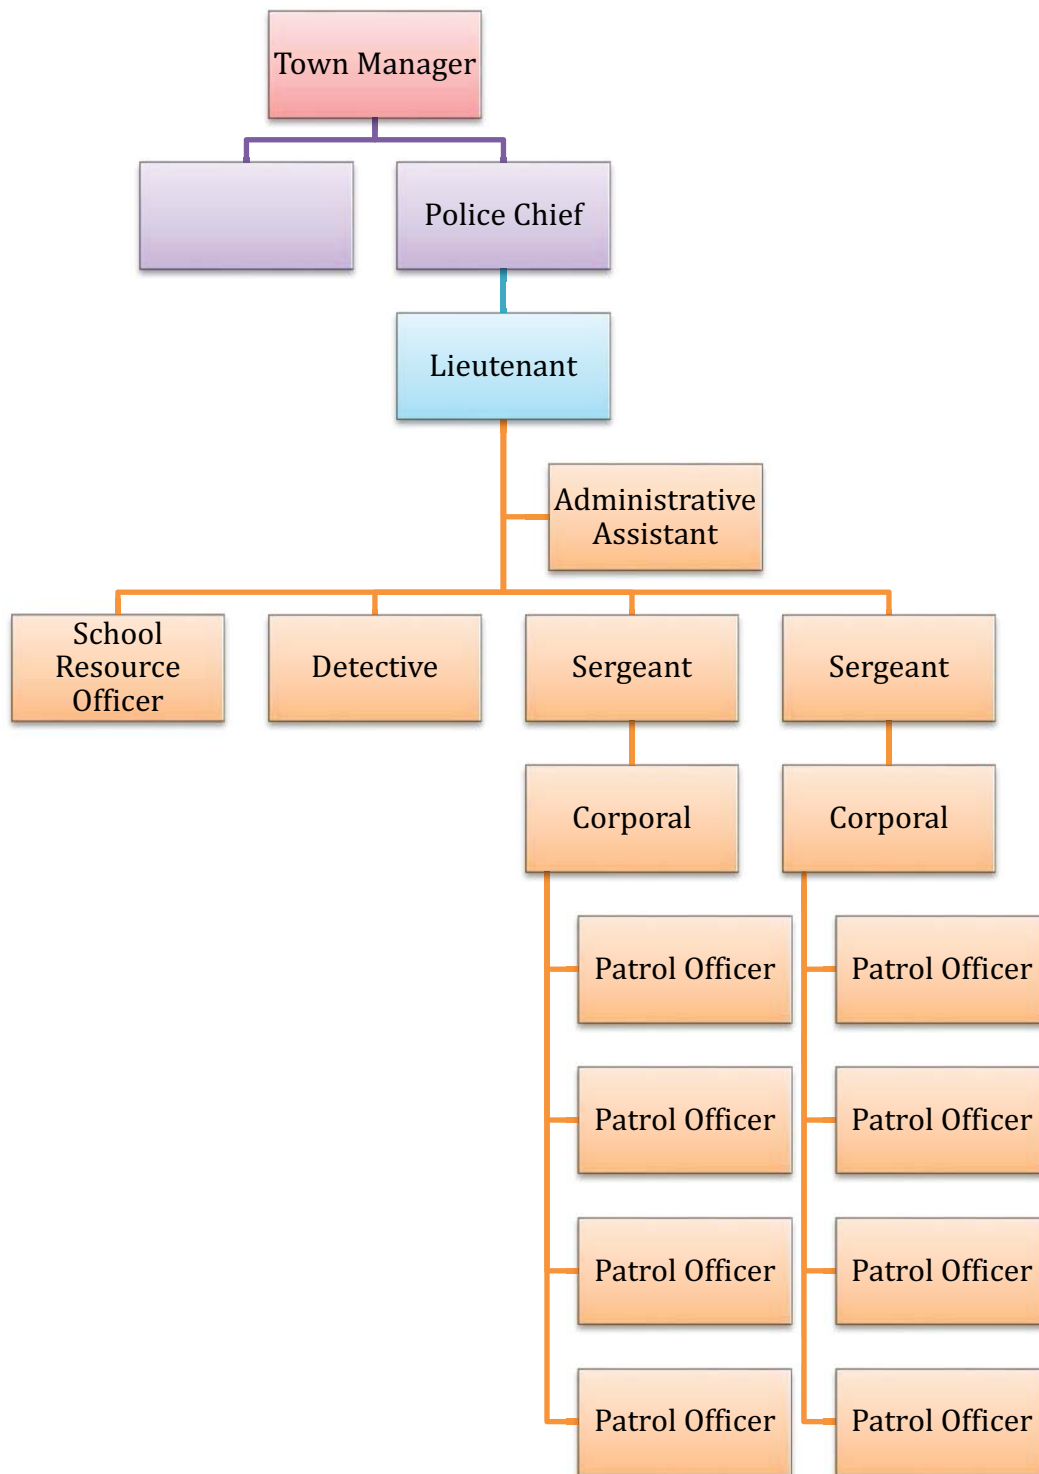 Town Manager
Police Chief
Lieutenant
Administrative
Assistant
School
Resource
Officer
Detective
Sergeant
Sergeant
Corporal
Corporal
Patrol Officer
Patrol Officer
Patrol Officer
Patrol Officer
Patrol Officer
Patrol Officer
Patrol Officer
Patrol Officer